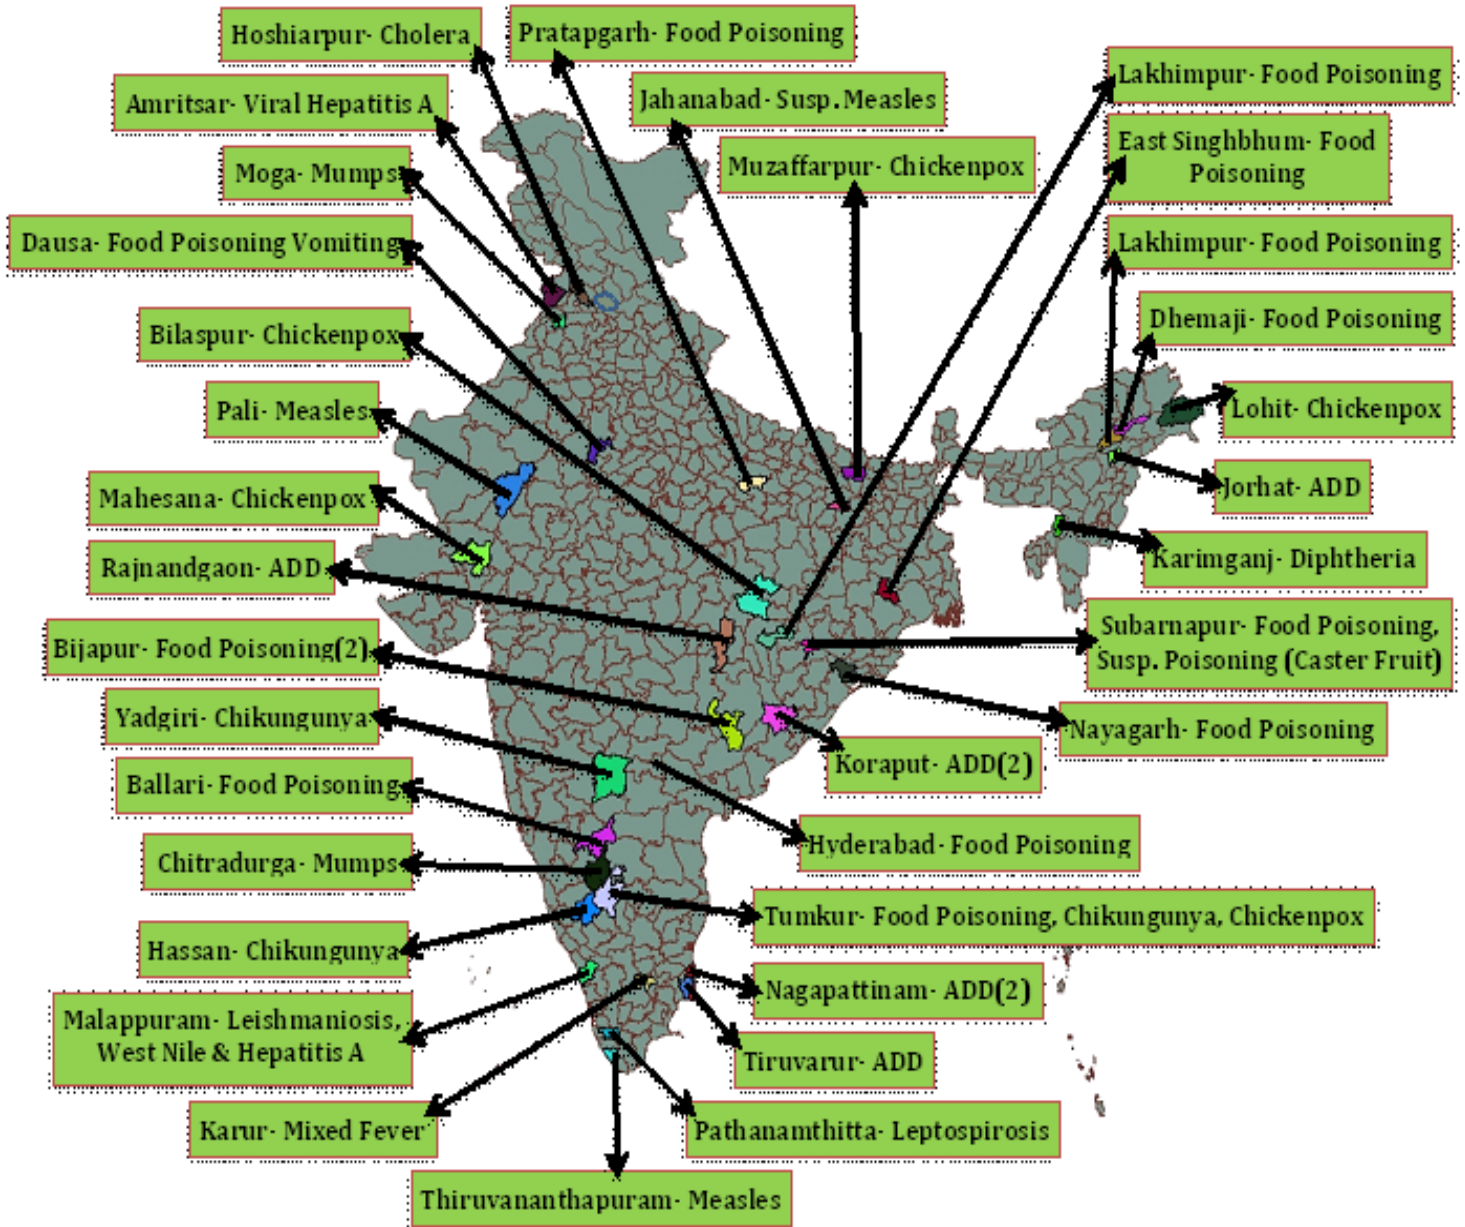 Hoshiarpur- Cholera
Pratapgarh- Food Poisoning
Amritsar- Viral Hepatitis A
Jahanabad- Susp. Measles
Lakhimpur- Food Poisoning
Moga- Mumps
Muzaffarpur- Chickenpox
East Singhbhum- Food
Poisoning
Dausa- Food Poisoning Vomiting
Lakhimpur- Food Poisoning
Bilaspur- Chickenpox
Dhemaji- Food Poisoning
Pali- Measles
Lohit- Chickenpox
Mahesana- Chickenpox
Jorhat- ADD
Rajnandgaon- ADD
Karimganj- Diphtheria
Bijapur- Food Poisoning(2)
Subarnapur- Food Poisoning,
Susp. Poisoning (Caster Fruit)
Yadgiri- Chikungunya
Nayagarh- Food Poisoning
Ballari- Food Poisoning
Koraput- ADD(2)
Chitradurga- Mumps
Hyderabad- Food Poisoning
Hassan- Chikungunya
Tumkur- Food Poisoning, Chikungunya, Chickenpox
Malappuram- Leishmaniosis,
West Nile & Hepatitis A
Nagapattinam- ADD(2)
Tiruvarur- ADD
Karur- Mixed Fever
Pathanamthitta- Leptospirosis
Thiruvananthapuram- Measles